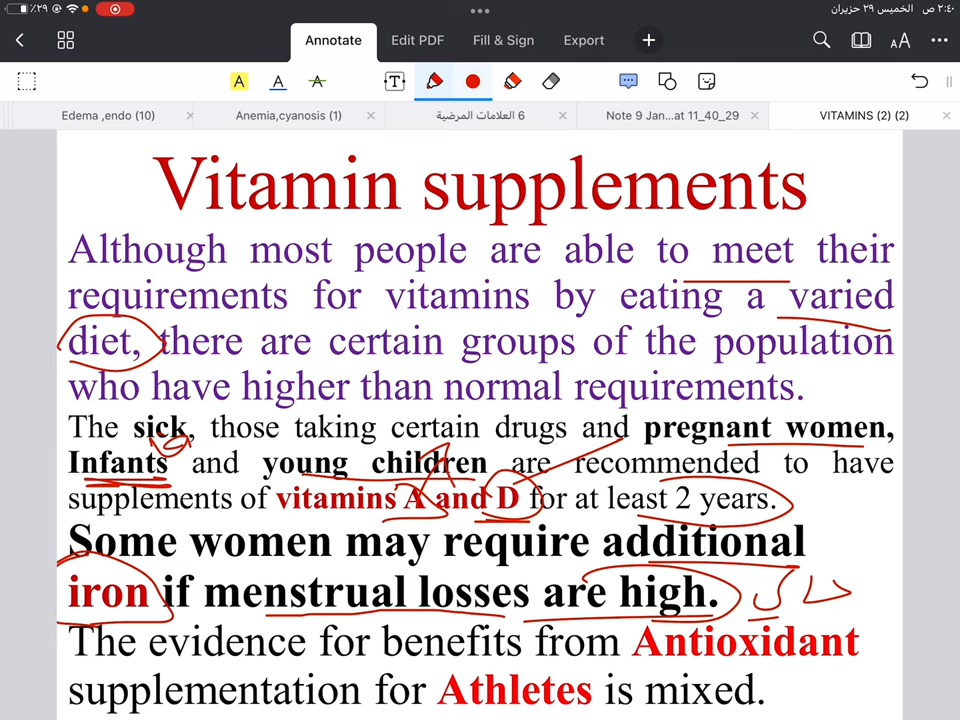 ٪٢٩
٢:٤٠ ص الخميس ٢٩ حزيران
Annotate Edit PDF Fill & Sign Export
Edema ,endo (10) Anemia,cyanosis (1) 6 العلامات المرضية Note 9 Jan...at 11_40_29 VITAMINS (2) (2)
Vitamin supplements
Although most people are able to meet their
requirements for vitamins by eating a varied
diet, there are certain groups of the population
who have higher than normal requirements.
The sick, those taking certain drugs and pregnant women,
Infants and young children are recommended to have
supplements of vitamins A and D for at least 2 years.
Some women may require additional
iron if menstrual losses are high.
The evidence for benefits from Antioxidant
supplementation for Athletes is mixed.